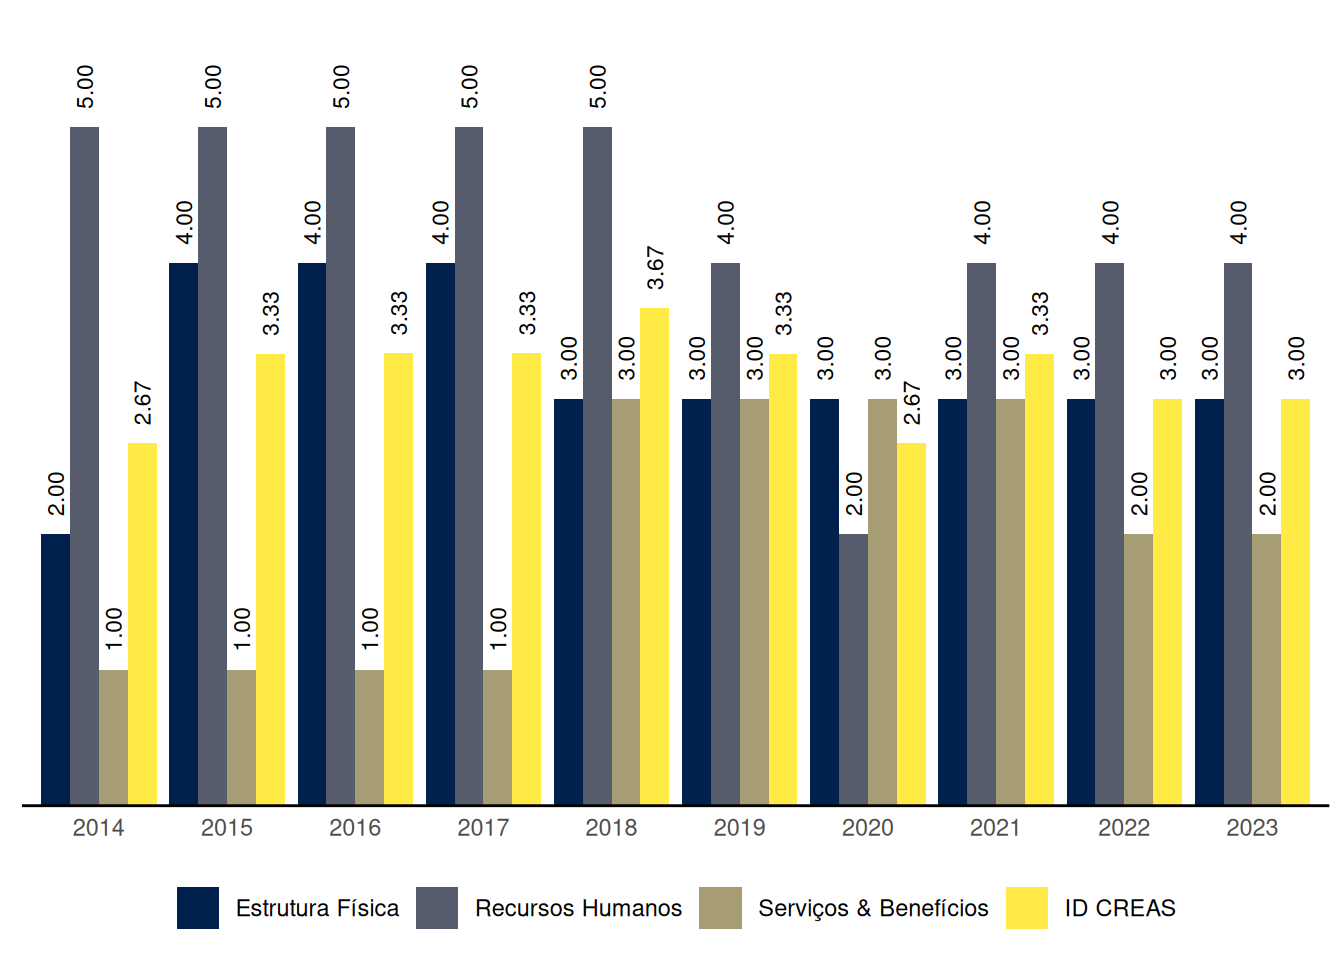 5.00 5.00 5.00 5.00 5.00
4.00 4.00 4.00 4.00 4.00 4.00 4.00
3.67
3.33 3.33 3.33 3.33 3.33
3.00 3.00 3.00 3.00 3.00 3.00 3.00 3.00 3.00 3.00 3.00 3.00
2.67 2.67
2.00 2.00 2.00 2.00
1.00 1.00 1.00 1.00
2014 2015 2016 2017 2018 2019 2020 2021 2022 2023
Estrutura Física Recursos Humanos Serviços & Benefícios ID CREAS